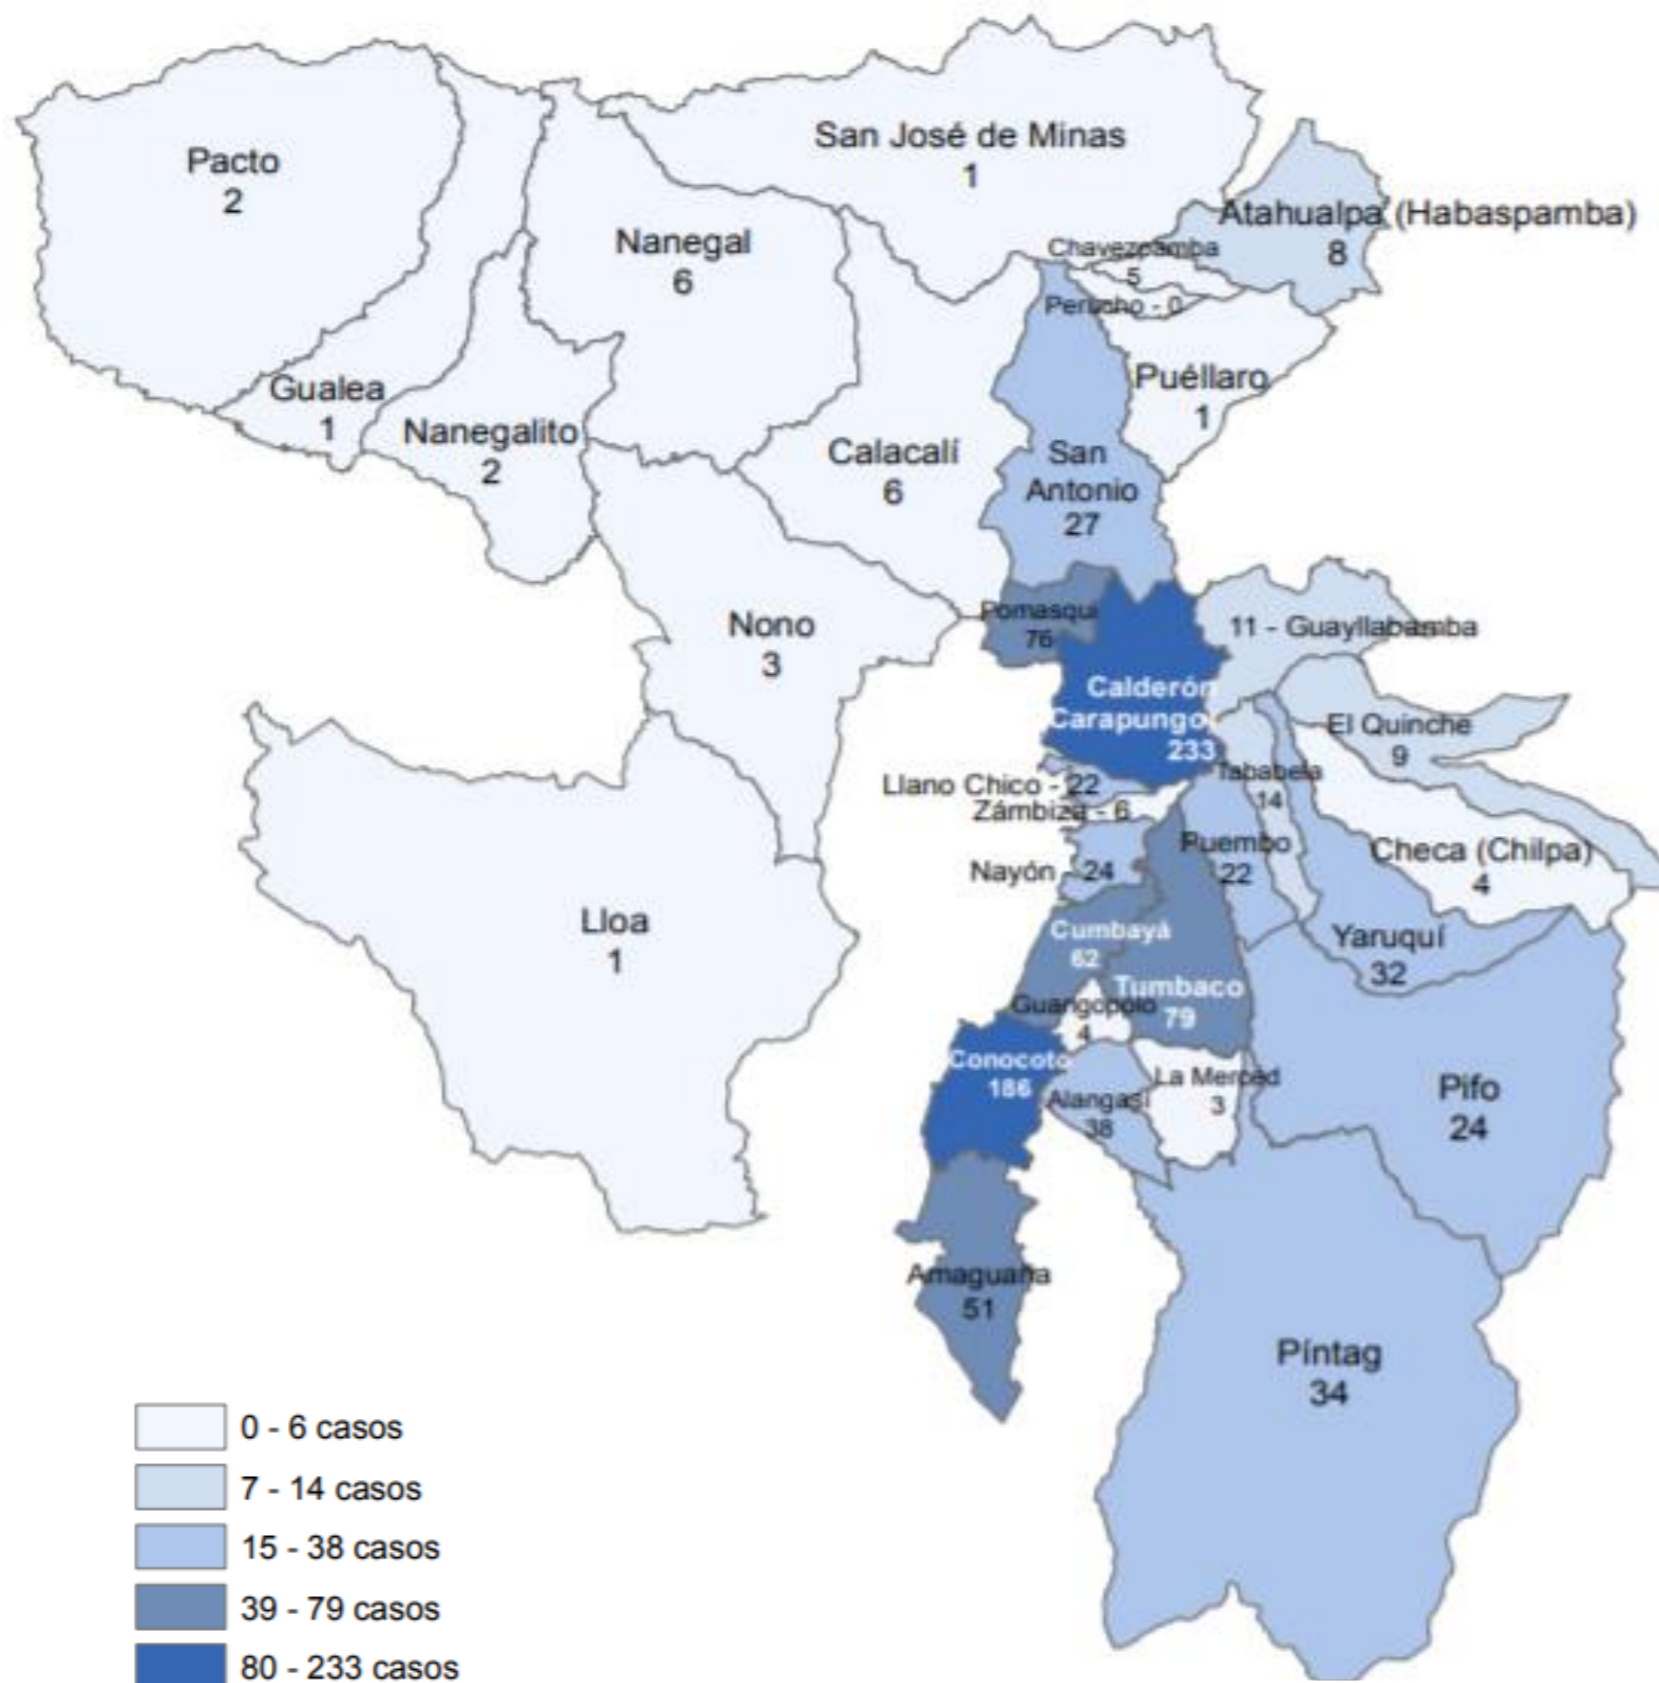 Pacto
2
San José de Minas
1
Atahualpa (Habaspamba)
8
Nanegal
6
Chavezpamba
5
Perucho - 0
Gualea
1
Nanegalito
2
Calacalí
6
Puéllaro
1
San
Antonio
27
Nono
3
Pomasqui
76
11 - Guayllabamba
Calderón
Carapungo
233
El Quinche
9
Llano Chico - 22
Zámbiza - 6
Tababela
14
Nayón - 24
Puembo
22
Checa (Chilpa)
4
Lloa
1
Cumbayá
62
Yaruquí
32
Guangopolo
4
Tumbaco
79
Conocoto
186
Alangasí
38
La Merced
3
Pifo
24
Amaguaña
51
Píntag
34
0 - 6 casos
7 - 14 casos
15 - 38 casos
39 - 79 casos
80 - 233 casos